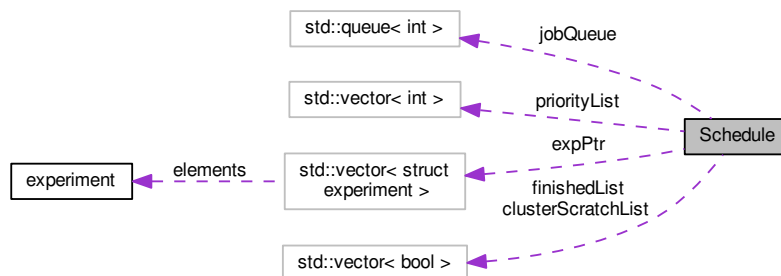 std::queue< int >
jobQueue
std::vector< int >
priorityList
Schedule
expPtr
experiment
elements
std::vector< struct
experiment >
finishedList
clusterScratchList
std::vector< bool >